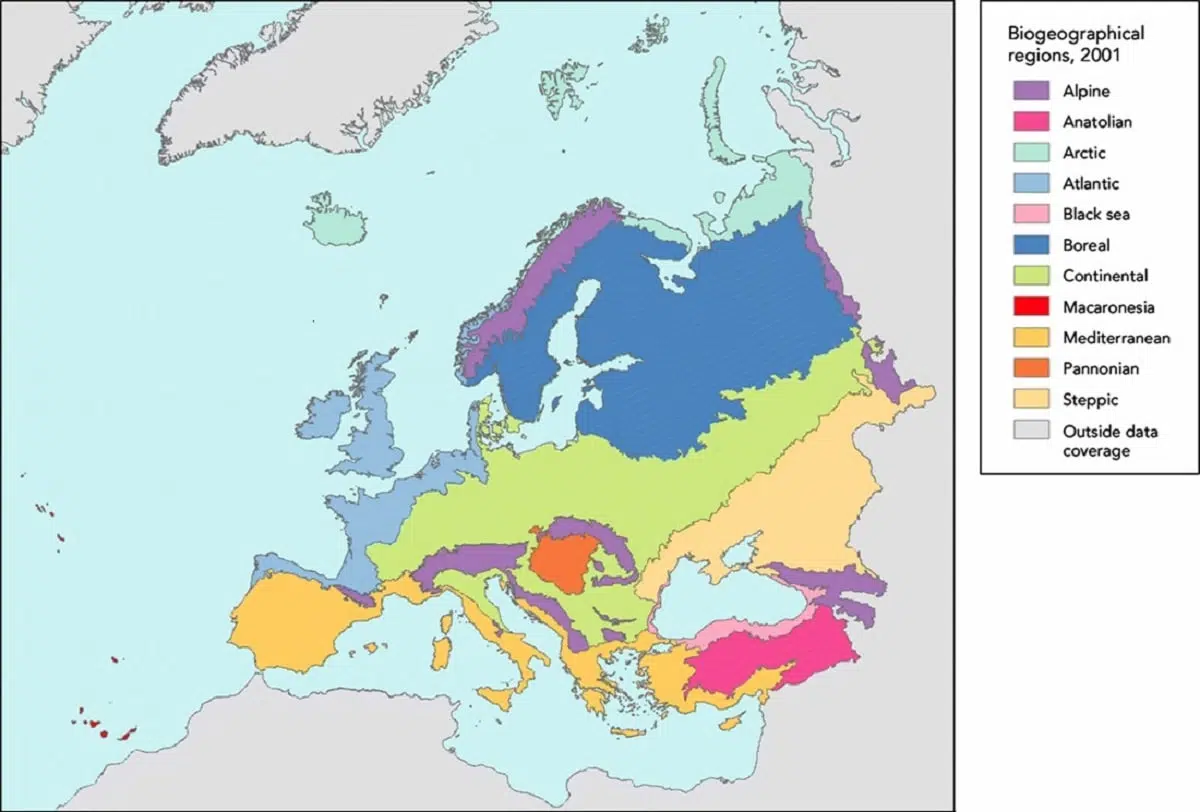 Biogeographical
regions, 2001
Alpine
Anatolian
Arctic
Atlantic
Black sea
Boreal
Continental
Macaronesia
Mediterranean
Pannonian
Steppic
Outside data
coverage